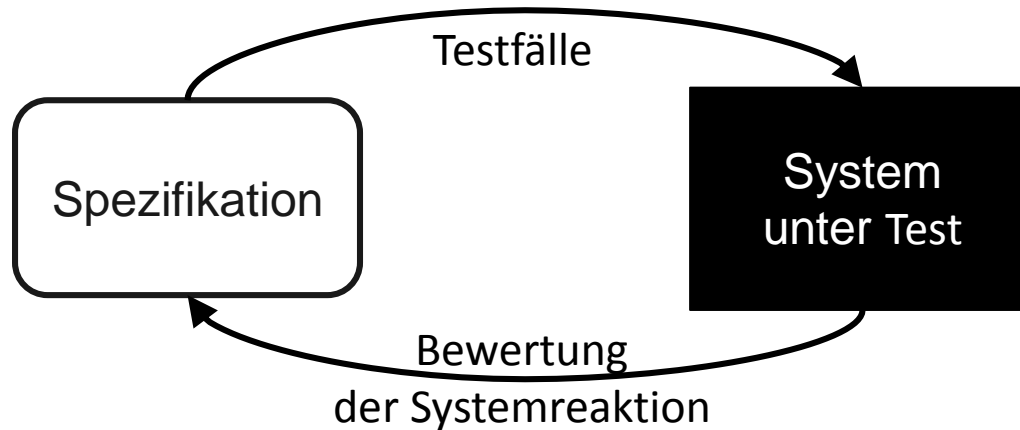 Testfälle
Spezifikation
System
unter Test
Bewertung
der Systemreaktion